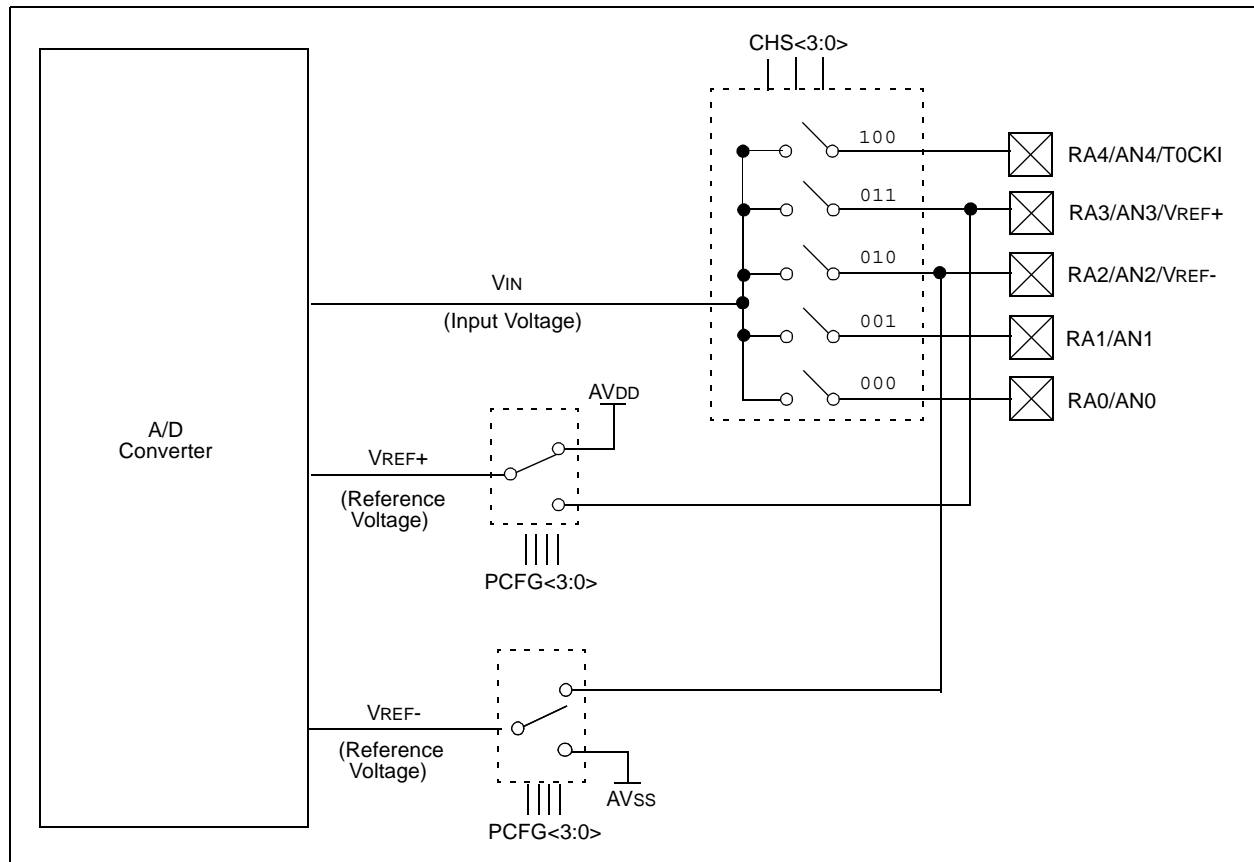 CHS<3:0>
100
RA4/AN4/T0CKI
011
RA3/AN3/VREF+
010
RA2/AN2/VREF-
VIN
(Input Voltage)
001
RA1/AN1
000
RA0/AN0
AVDD
A/D
Converter
VREF+
(Reference
Voltage)
PCFG<3:0>
VREF-
(Reference
Voltage)
AVSS
PCFG<3:0>